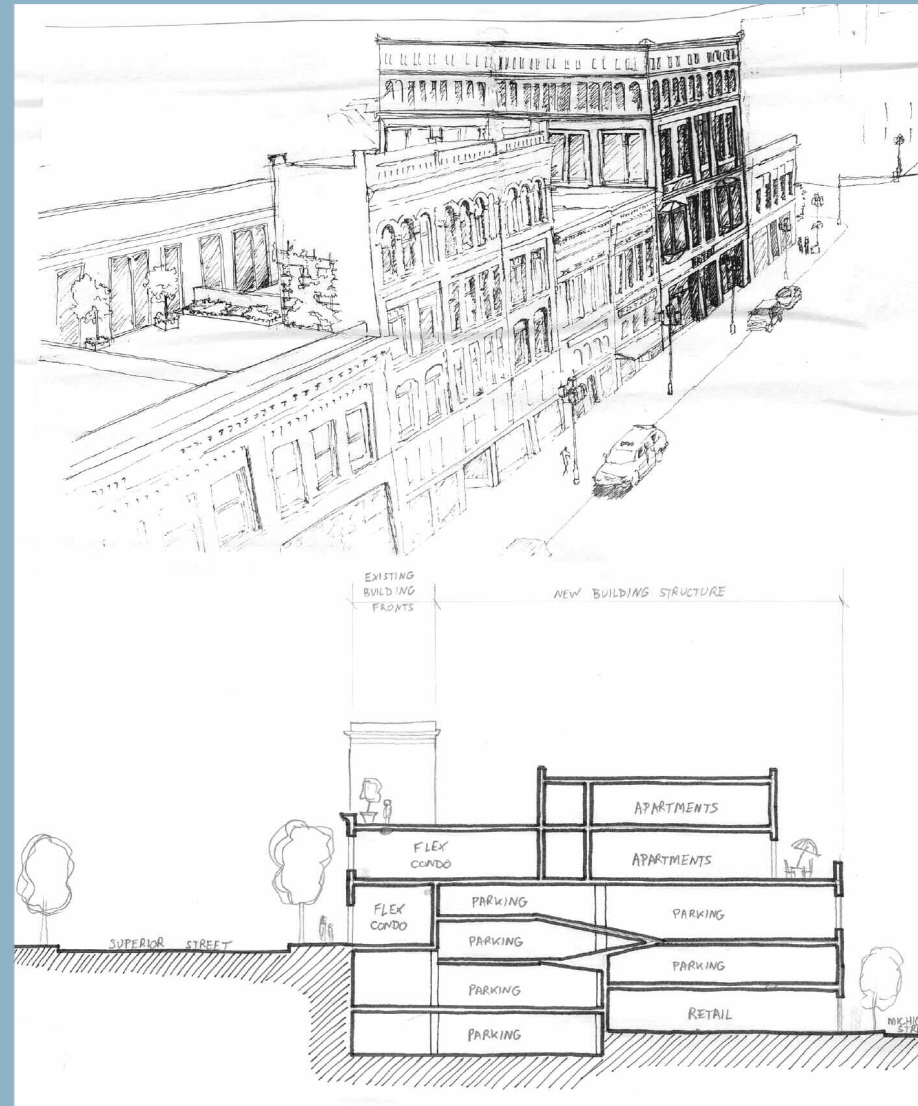 EXISTING
BUILDING
FRONTS
NEW BUILDING STRUCTURE
APARTMENTS
FLEX
CONDO
APARTMENTS
FLEX
CONDO
PARKING
PARKING
PARKING
PARKING
PARKING
PARKING
RETAIL
SUPERIOR STREET